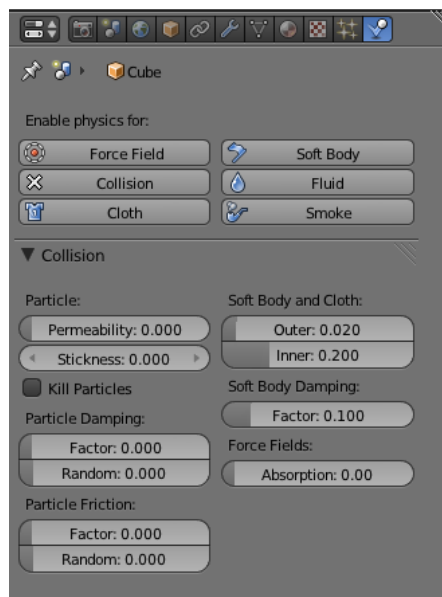 Cube
Enable physics for:
Force Field
Soft Body
Collision
Fluid
Cloth
Smoke
Collision
Particle:
Permeability: 0.000
Stickness: 0.000
Kill Particles
Particle Damping:
Factor: 0.000
Random: 0.000
Particle Friction:
Factor: 0.000
Random: 0.000
Soft Body and Cloth:
Outer: 0.020
Inner: 0.200
Soft Body Damping:
Factor: 0.100
Force Fields:
Absorption: 0.00